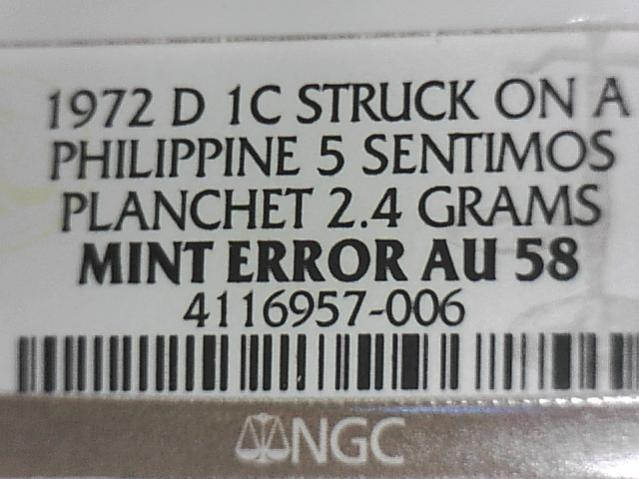 1972 D 1C STRUCK ON A
PHILIPPINE 5 SENTIMOS
PLANCHET 2.4 GRAMS
MINT ERROR AU 58
4116957-006
NGC